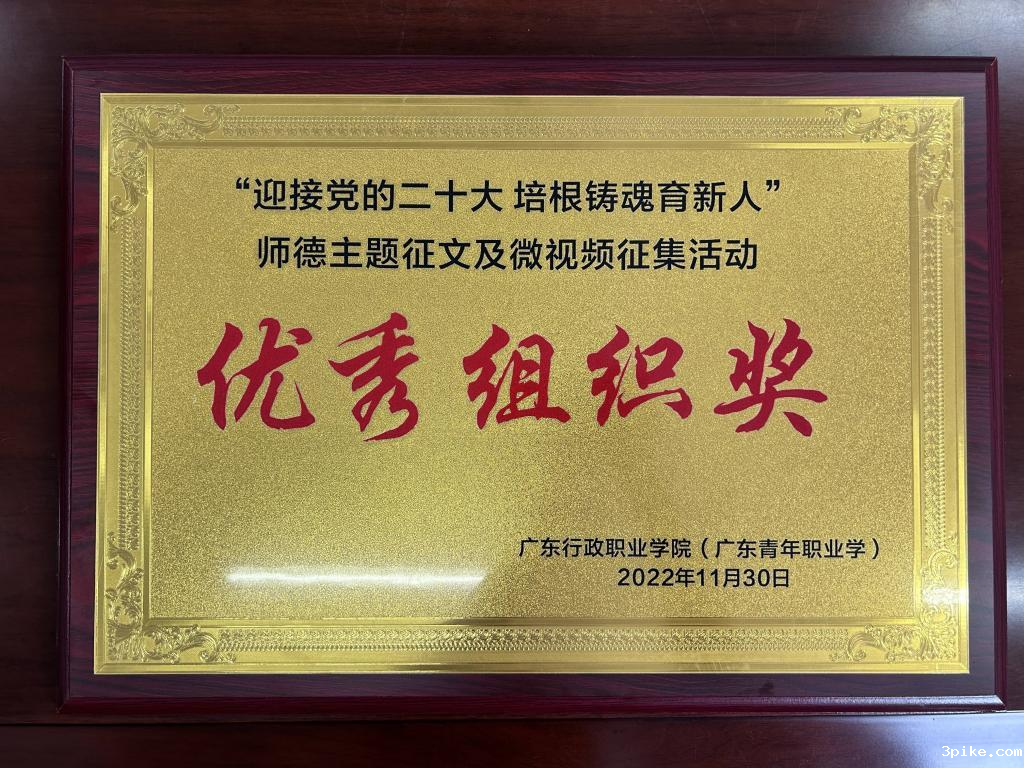 “迎接党的二十大 培根铸魂育新人”
师德主题征文及微视频征集活动
优秀组织奖
广东行政职业学院（广东青年职业学）
2022年11月30日
3pike.com